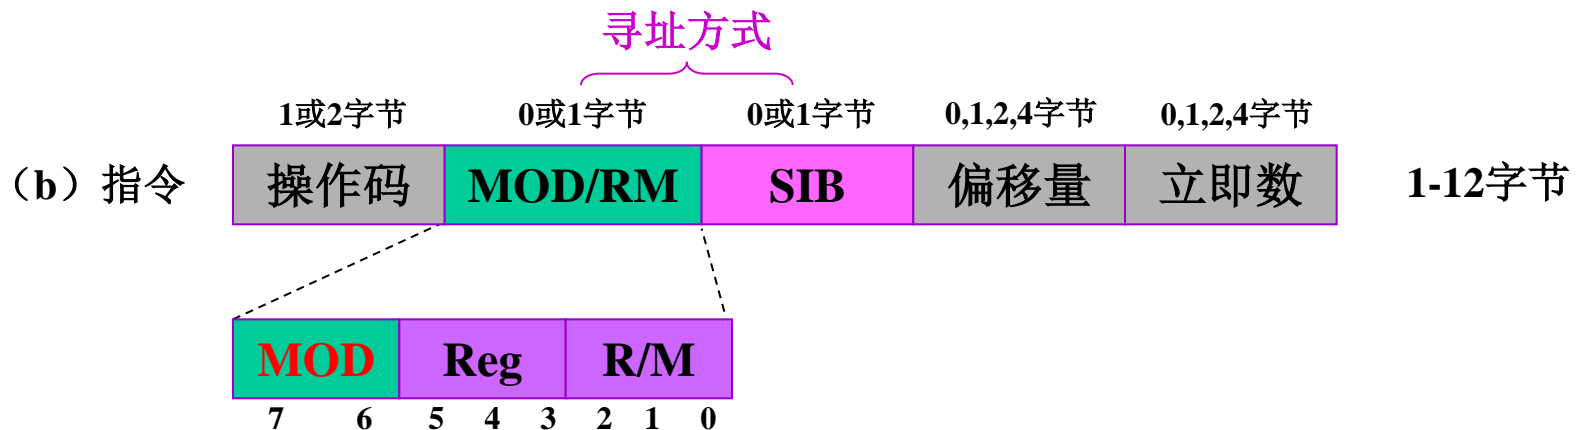 寻址方式
1或2字节 0或1字节 0或1字节 0,1,2,4字节 0,1,2,4字节
（b）指令 操作码 MOD/RM SIB 偏移量 立即数 1-12字节
MOD Reg R/M
7 6 5 4 3 2 1 0